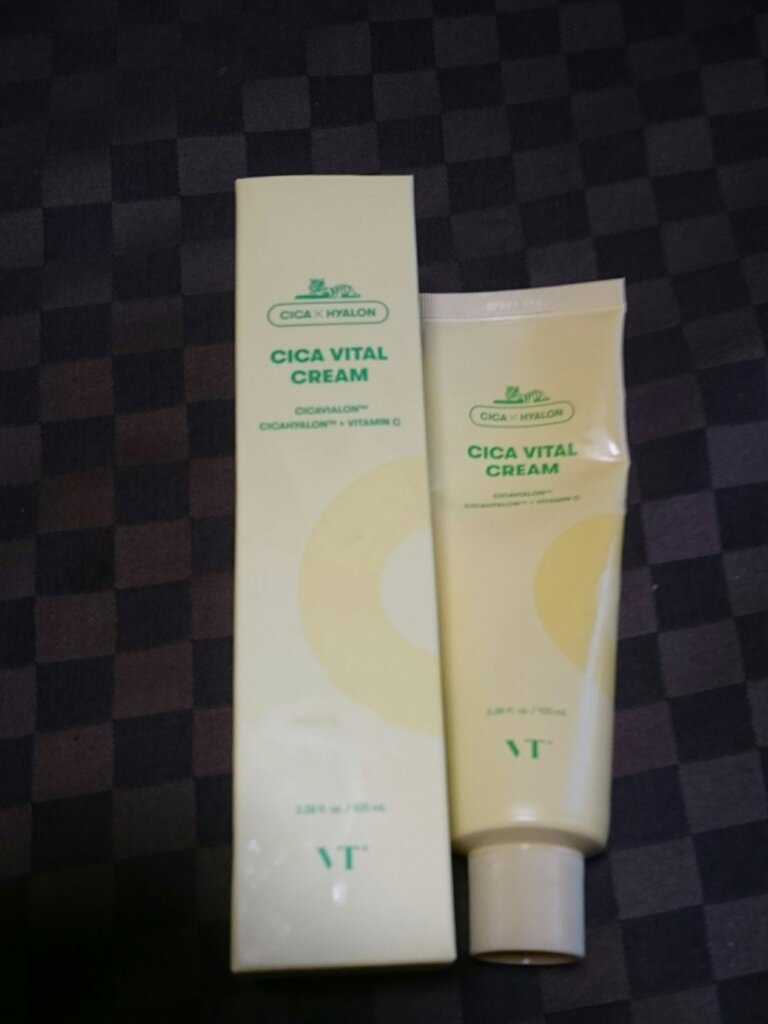 CICA × HYALON
CICA VITAL
CREAM
CICAVIALON™
CICAHYALON™ + VITAMIN C
3.38 fl. oz. / 100 mL
VT
CICA × HYALON
CICA VITAL
CREAM
CICAVIALON™
CICAHYALON™ + VITAMIN C
3.38 fl. oz. / 100 mL
VT